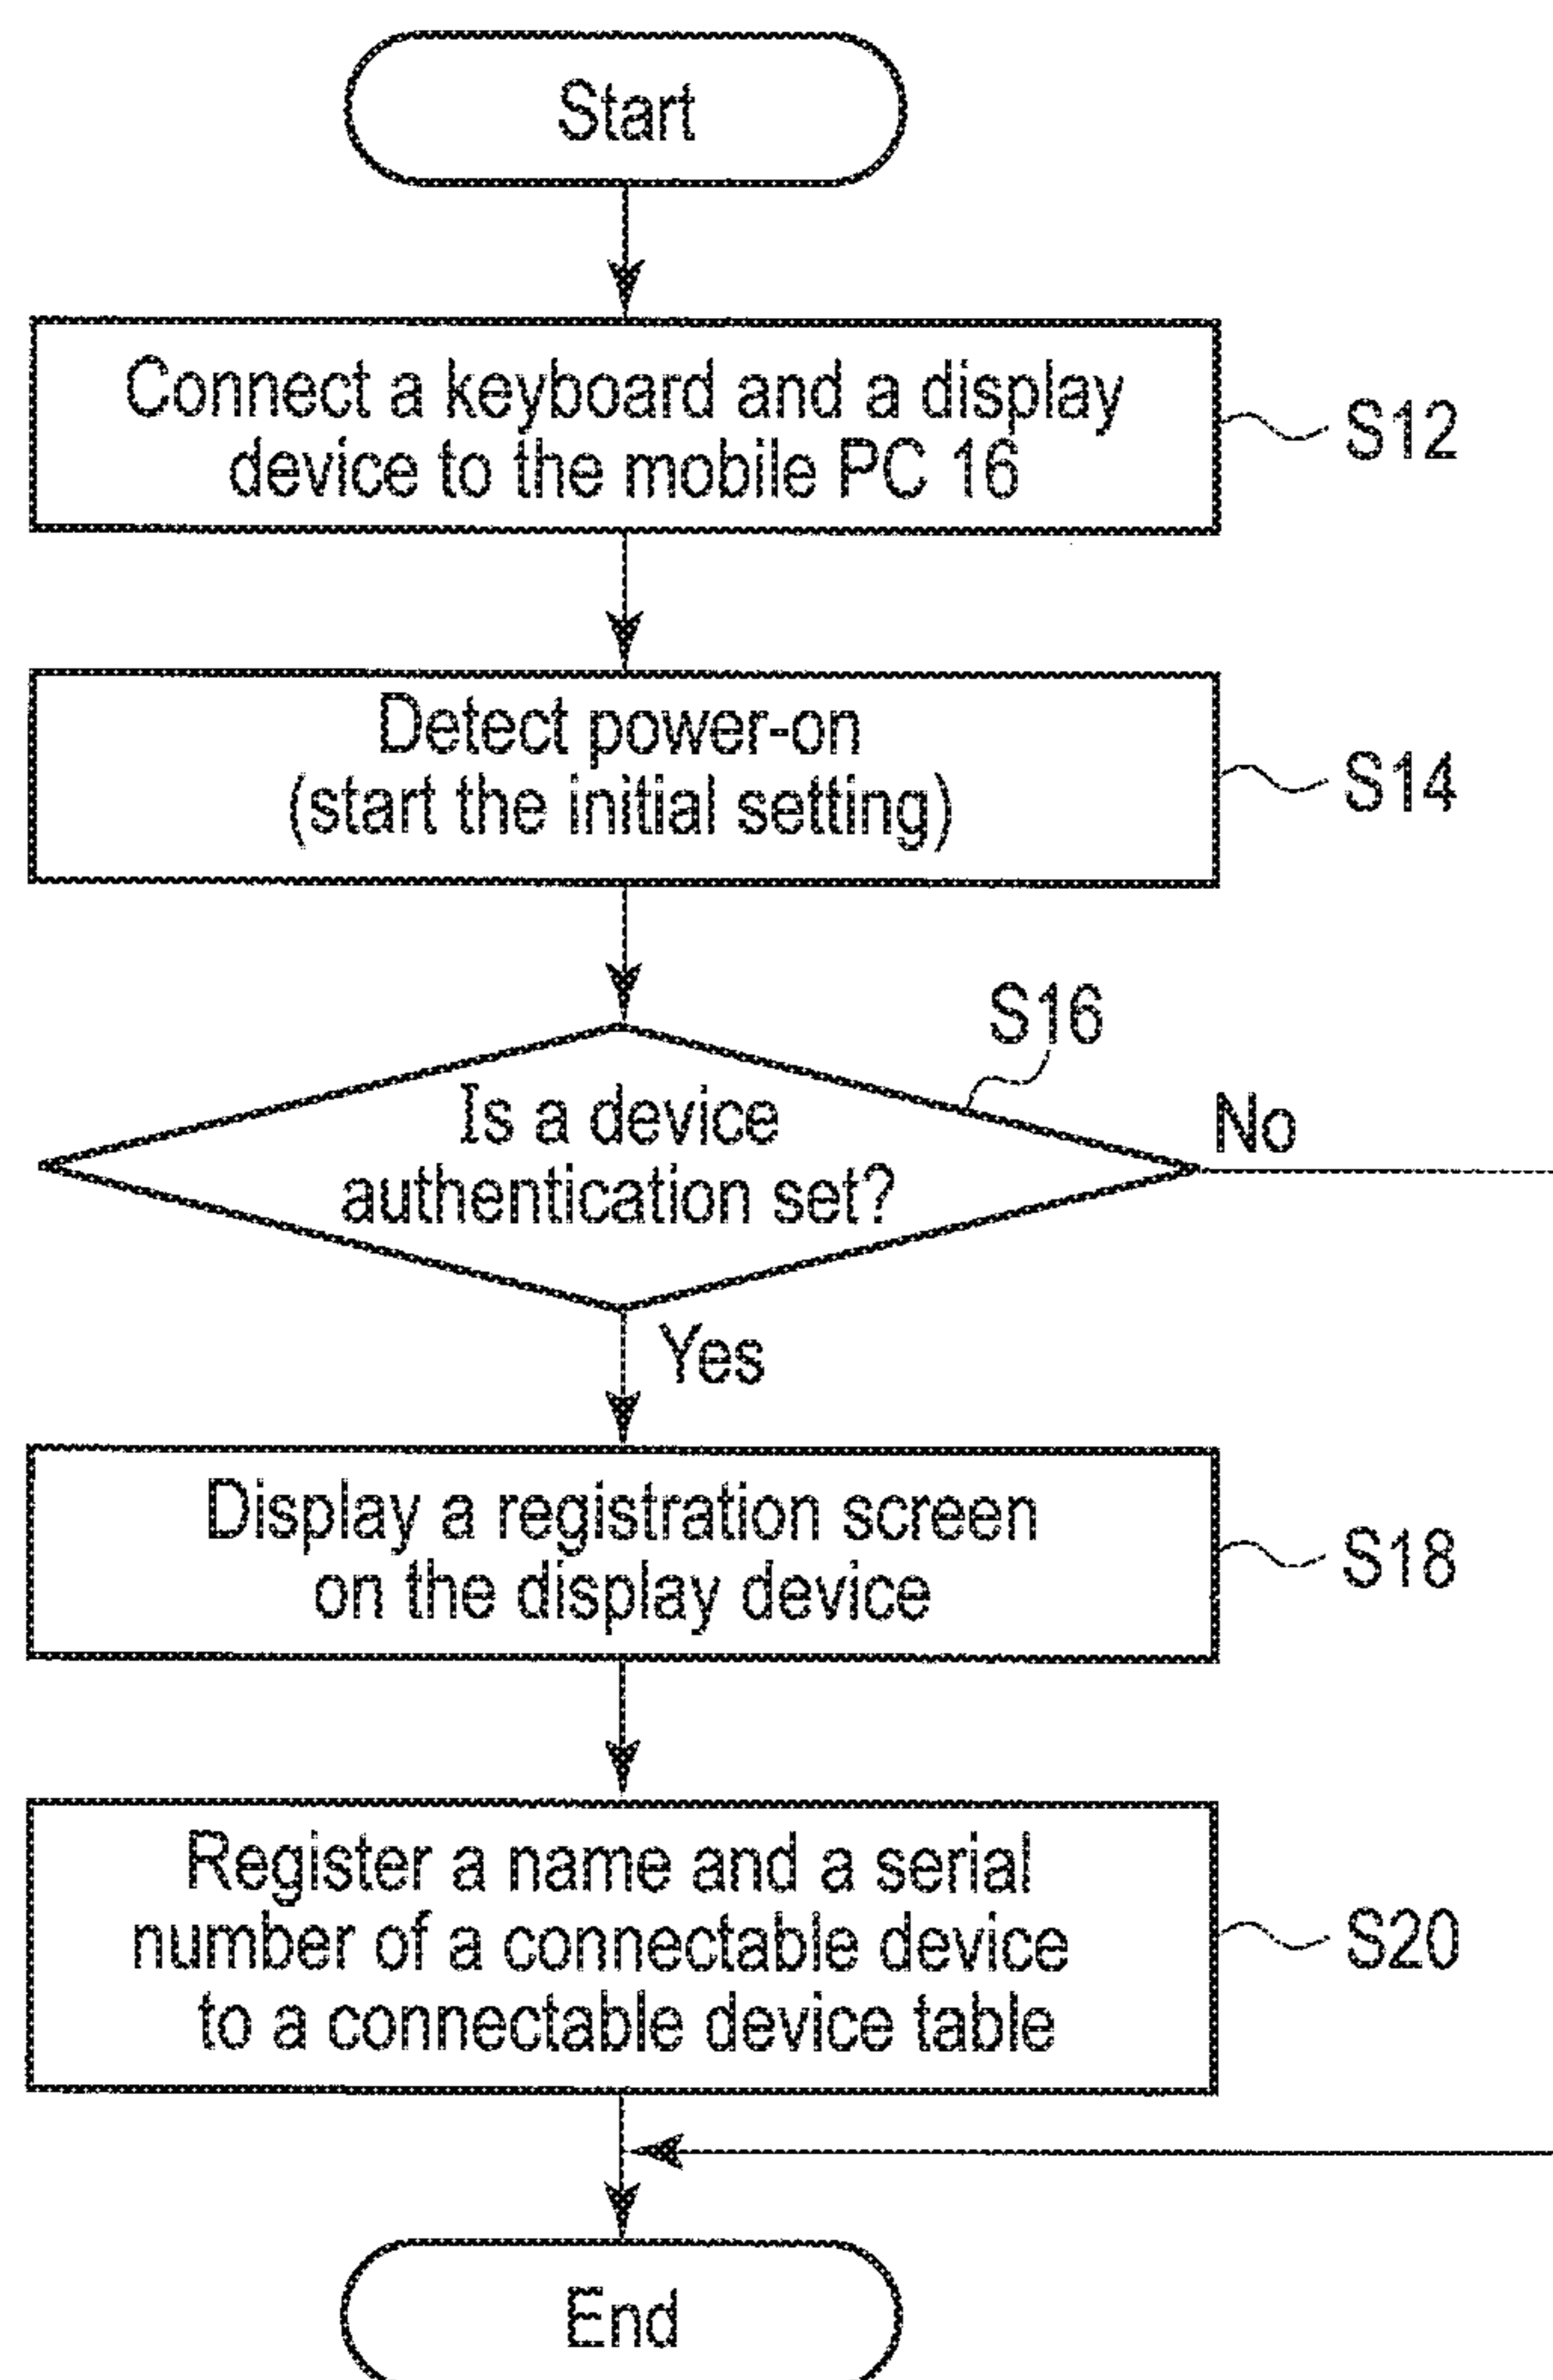 Start
Connect a keyboard and a display
device to the mobile PC 16
S12
Detect power-on
(start the initial setting)
S14
S16
Is a device
authentication set?
No
Yes
Display a registration screen
on the display device
S18
Register a name and a serial
number of a connectable device
to a connectable device table
S20
End